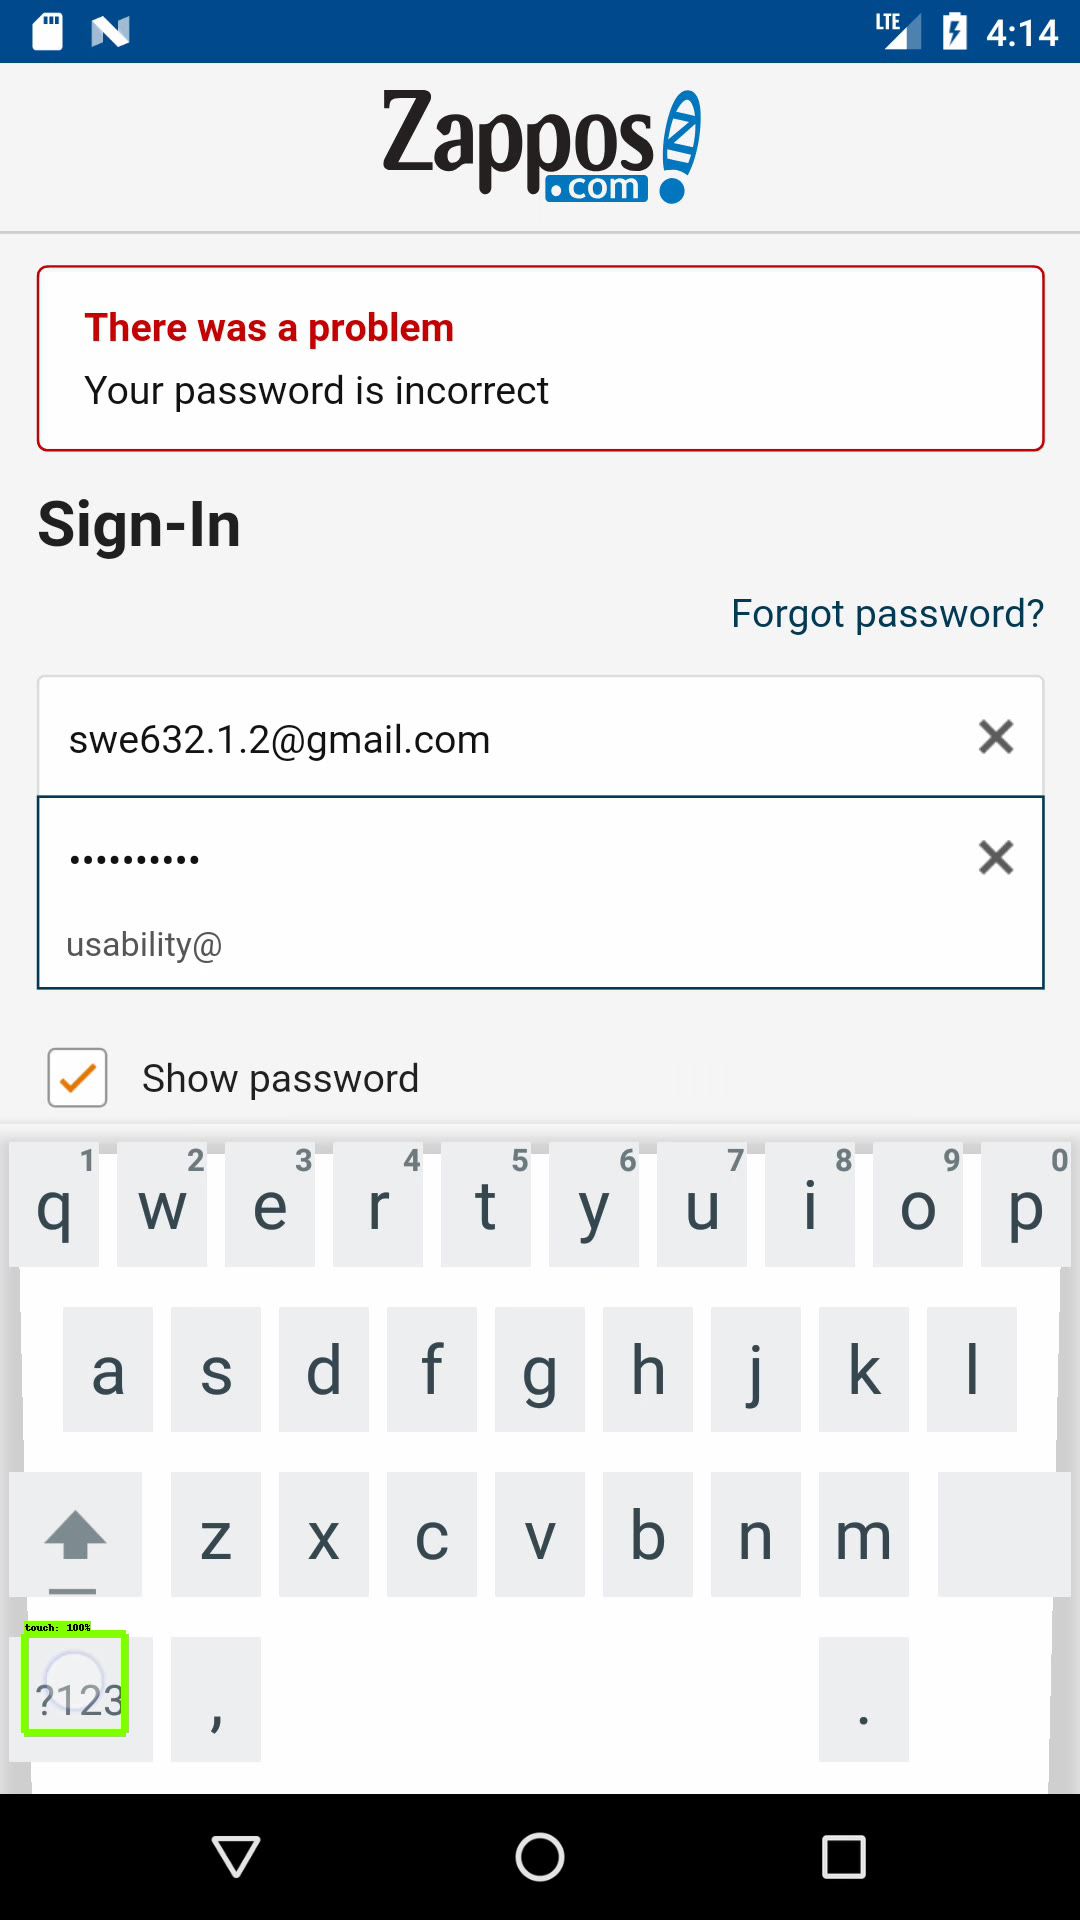 LTE 4:14
Zappos
.com
There was a problem
Your password is incorrect
Sign-In
Forgot password?
swe632.1.2@gmail.com
••••••••••
usability@
Show password
1 2 3 4 5 6 7 8 9 0
q w e r t y u i o p
a s d f g h j k l
z x c v b n m
touch: 100%
?123 , .